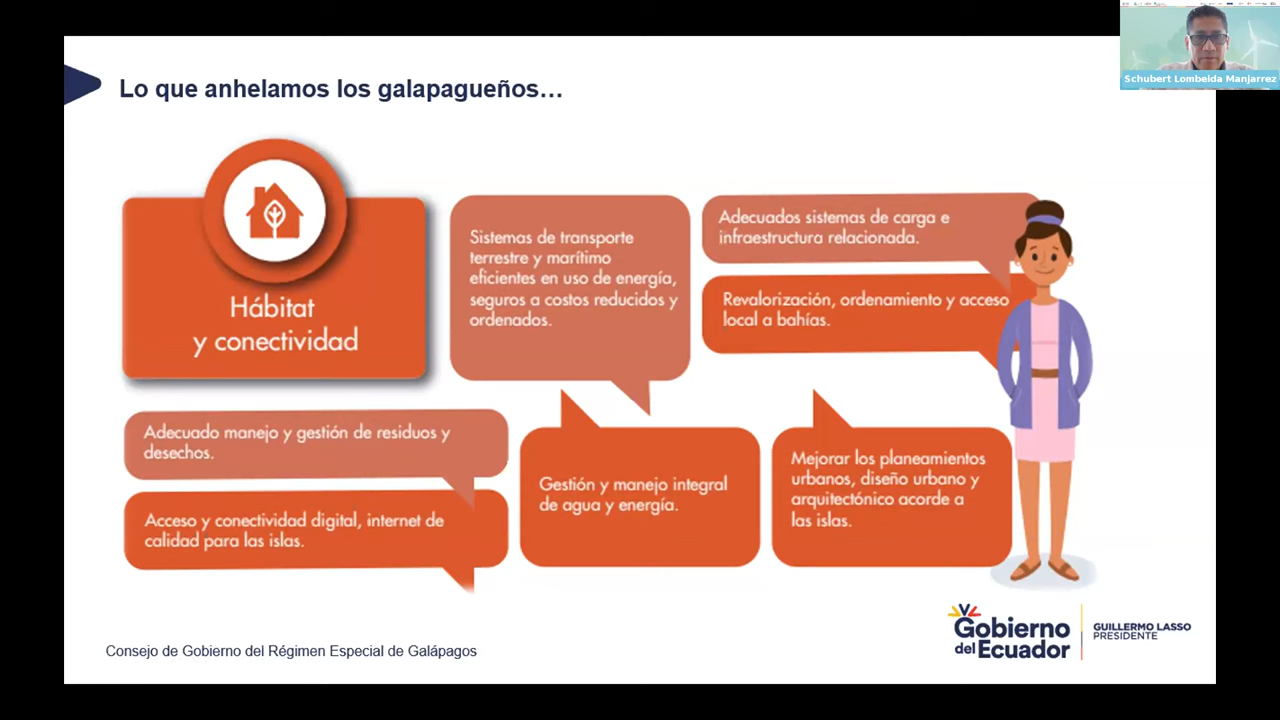 Schubert Lombeida Manjarrez
Lo que anhelamos los galapagueños…
Hábitat
y conectividad
Sistemas de transporte
terrestre y marítimo
eficientes en uso de energía,
seguros a costos reducidos y
ordenados.
Adecuados sistemas de carga e
infraestructura relacionada.
Revalorización, ordenamiento y acceso
local a bahías.
Adecuado manejo y gestión de residuos y
desechos.
Acceso y conectividad digital, internet de
calidad para las islas.
Gestión y manejo integral
de agua y energía.
Mejorar los planeamientos
urbanos, diseño urbano y
arquitectónico acorde a
las islas.
Consejo de Gobierno del Régimen Especial de Galápagos
Gobierno
del Ecuador
GUILLERMO LASSO
PRESIDENTE